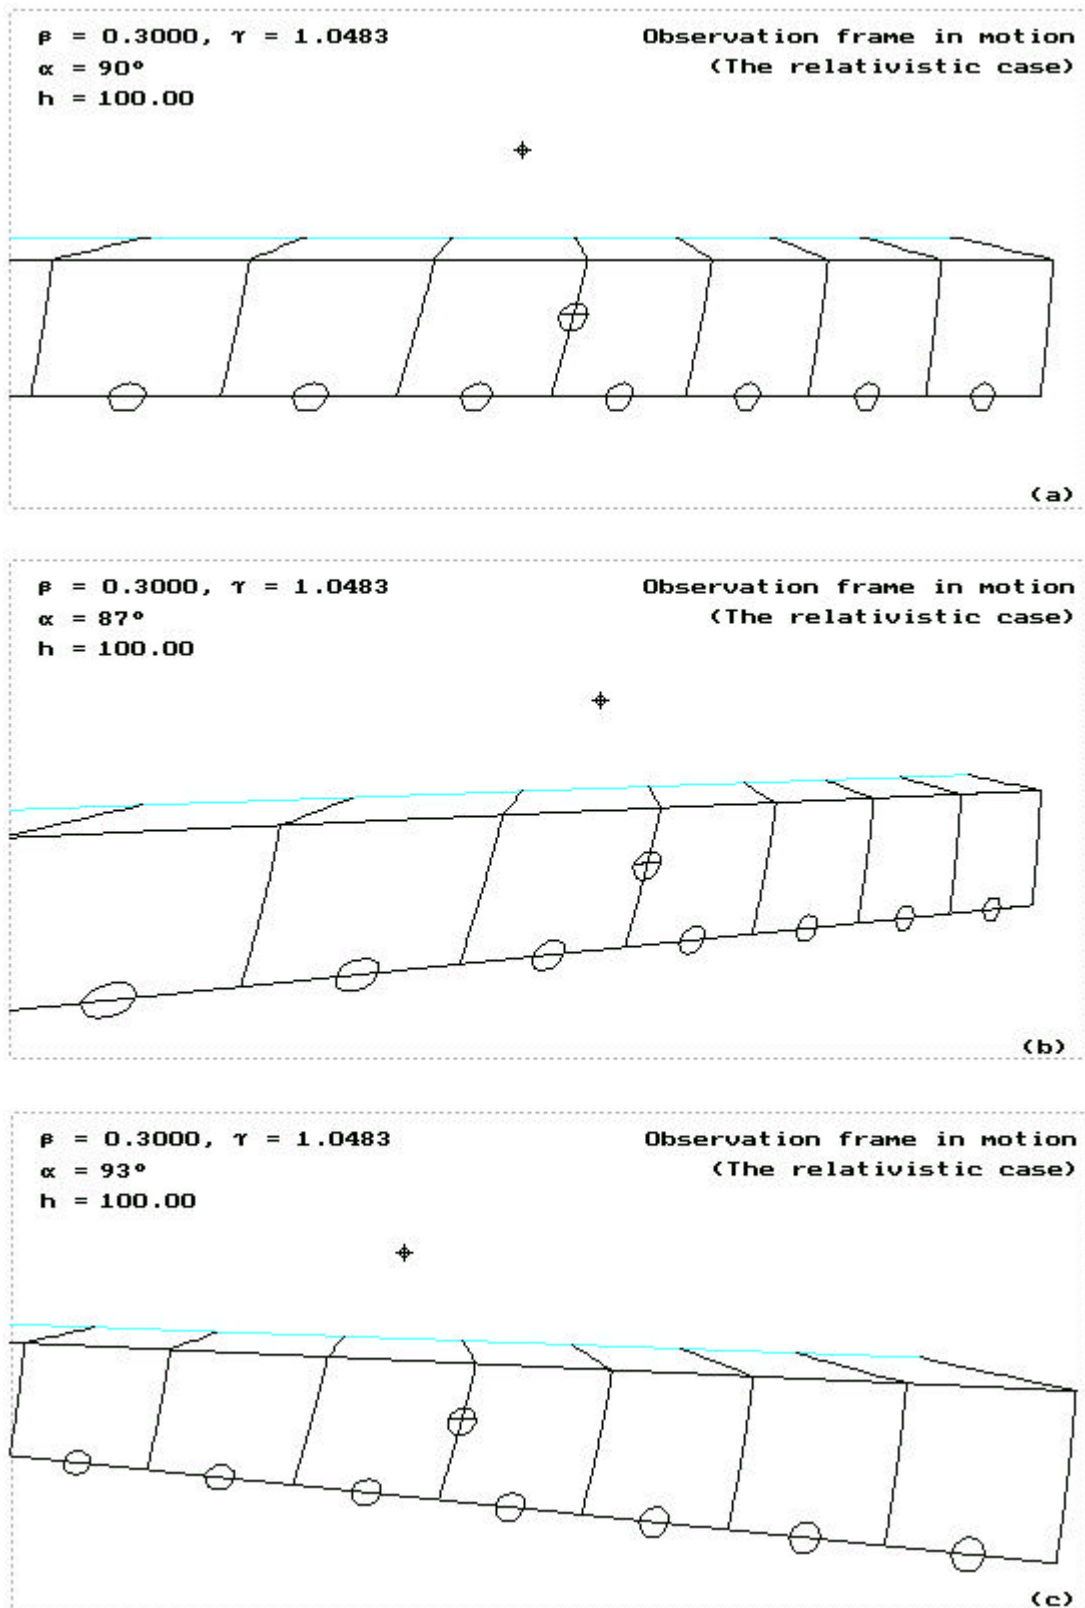 β = 0.3000, γ = 1.0483
Observation frame in motion
α = 90°
(The relativistic case)
h = 100.00
(a)
β = 0.3000, γ = 1.0483
Observation frame in motion
α = 87°
(The relativistic case)
h = 100.00
(b)
β = 0.3000, γ = 1.0483
Observation frame in motion
α = 93°
(The relativistic case)
h = 100.00
(c)